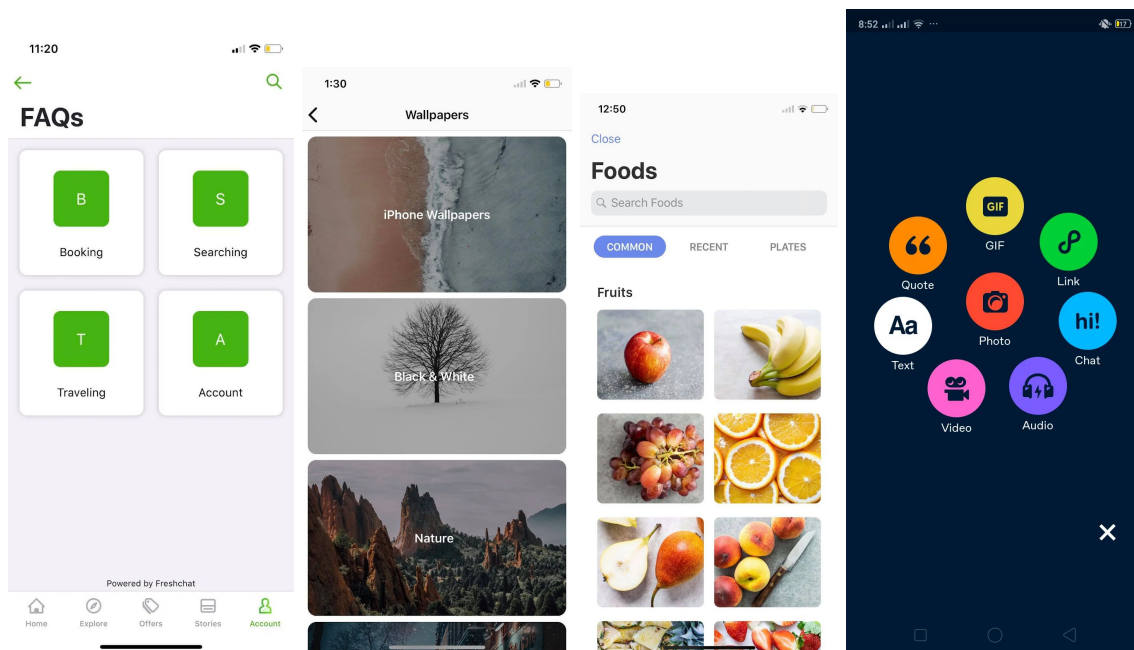 11:20
FAQs
B
Booking
S
Searching
T
Traveling
A
Account
Powered by Freshchat
Home
Explore
Offers
Stories
Account
1:30
Wallpapers
iPhone Wallpapers
Black & White
Nature
12:50
Close
Foods
Search Foods
COMMON
RECENT
PLATES
Fruits
8:52
17
GIF
GIF
Quote
Link
Aa
Text
Photo
hi!
Chat
Video
Audio